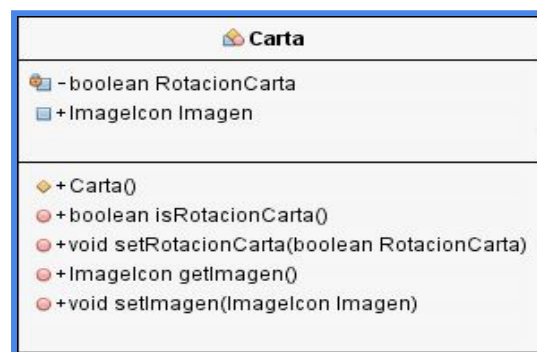 Carta
- boolean RotacionCarta
+ ImageIcon Imagen
+ Carta()
+ boolean isRotacionCarta()
+ void setRotacionCarta(boolean RotacionCarta)
+ ImageIcon getImagen()
+ void setImagen(ImageIcon Imagen)